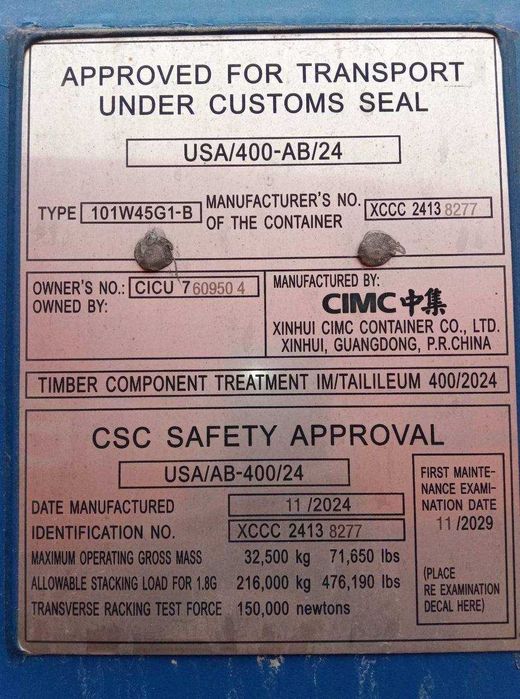 APPROVED FOR TRANSPORT
UNDER CUSTOMS SEAL
USA/400-AB/24
TYPE 101W45G1-B
MANUFACTURER'S NO.
OF THE CONTAINER
XCCC 2413 8277
OWNER'S NO.: CICU 7 60950 4
OWNED BY:
MANUFACTURED BY:
CIMC 中集
XINHUI CIMC CONTAINER CO., LTD.
XINHUI, GUANGDONG, P.R.CHINA
TIMBER COMPONENT TREATMENT IM/TAILILEUM 400/2024
CSC SAFETY APPROVAL
USA/AB-400/24
DATE MANUFACTURED 11 /2024
IDENTIFICATION NO. XCCC 2413 8277
MAXIMUM OPERATING GROSS MASS 32,500 kg 71,650 lbs
ALLOWABLE STACKING LOAD FOR 1.8G 216,000 kg 476,190 lbs
TRANSVERSE RACKING TEST FORCE 150,000 newtons
FIRST MAINTE-
NANCE EXAMI-
NATION DATE
11 /2029
(PLACE
RE EXAMINATION
DECAL HERE)